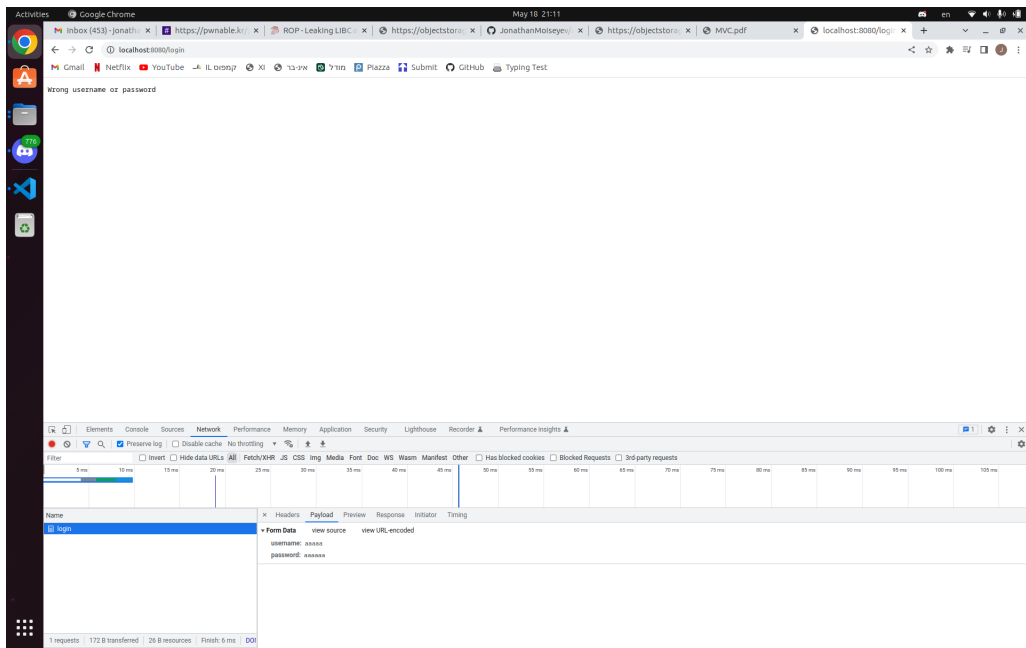 Activities Google Chrome May 18 21:11 en
Inbox (453) - jonath × https://pwnable.kr/ × ROP - Leaking LIBC × https://objectstorag × JonathanMoiseyev/ × https://objectstorag × MVC.pdf × localhost:8080/login × +
localhost:8080/login
Gmail Netflix YouTube קמפוס IL XI אינ-בר מודל Piazza Submit GitHub Typing Test
Wrong username or password
Elements Console Sources Network Performance Memory Application Security Lighthouse Recorder Performance insights 1
Preserve log Disable cache No throttling
Filter Invert Hide data URLs All Fetch/XHR JS CSS Img Media Font Doc WS Wasm Manifest Other Has blocked cookies Blocked Requests 3rd-party requests
5 ms 10 ms 15 ms 20 ms 25 ms 30 ms 35 ms 40 ms 45 ms 50 ms 55 ms 60 ms 65 ms 70 ms 75 ms 80 ms 85 ms 90 ms 95 ms 100 ms 105 ms
Name × Headers Payload Preview Response Initiator Timing
login
Form Data view source view URL-encoded
username: aaaaa
password: aaaaaa
776
1 requests 172 B transferred 26 B resources Finish: 6 ms DO